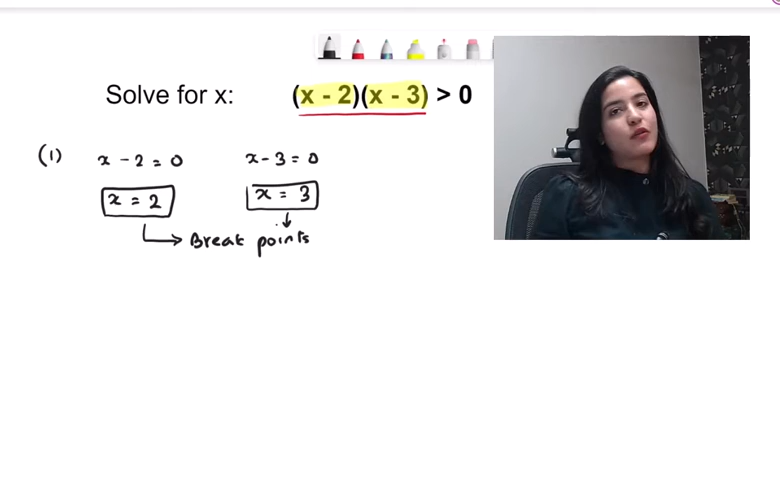 Solve for x: (x - 2)(x - 3) > 0
(1) x - 2 = 0 x - 3 = 0
x = 2 x = 3
Break points